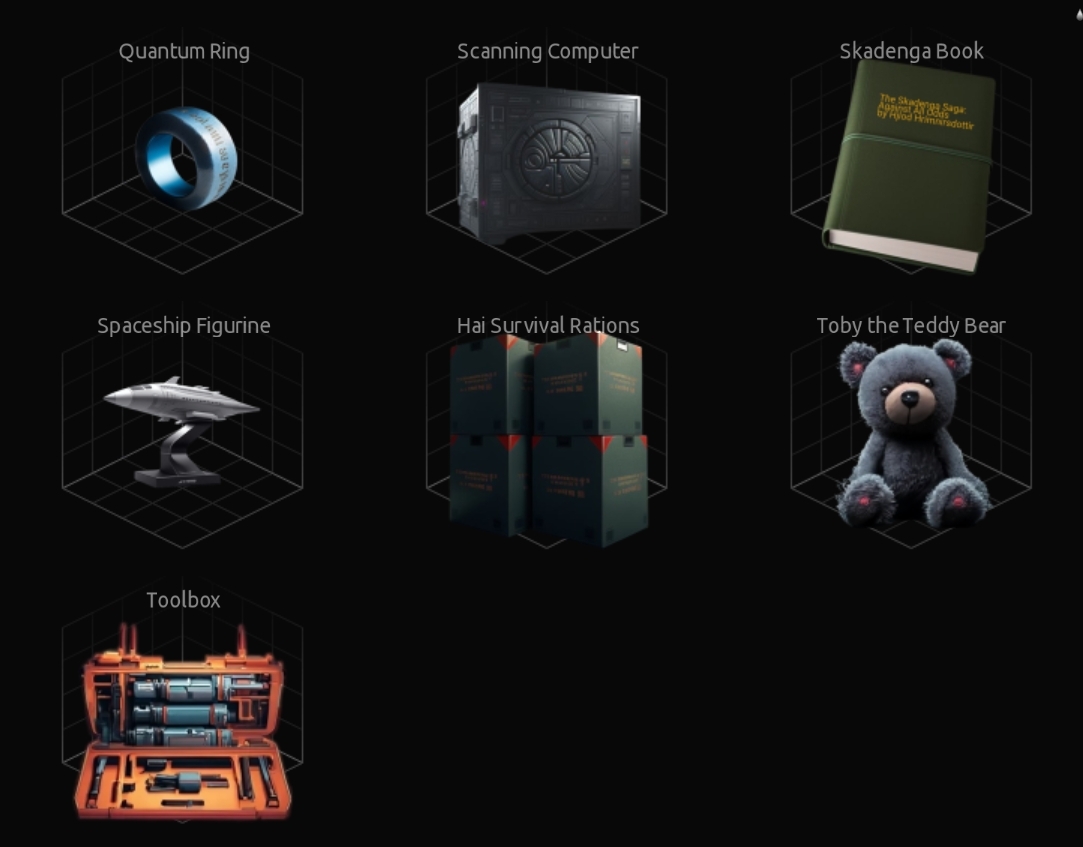 Quantum Ring
Scanning Computer
Skadenga Book
The Skadenga Saga:
Against All Odds
by Hjlod Hrimnirsdottir
Spaceship Figurine
Hai Survival Rations
Toby the Teddy Bear
Toolbox